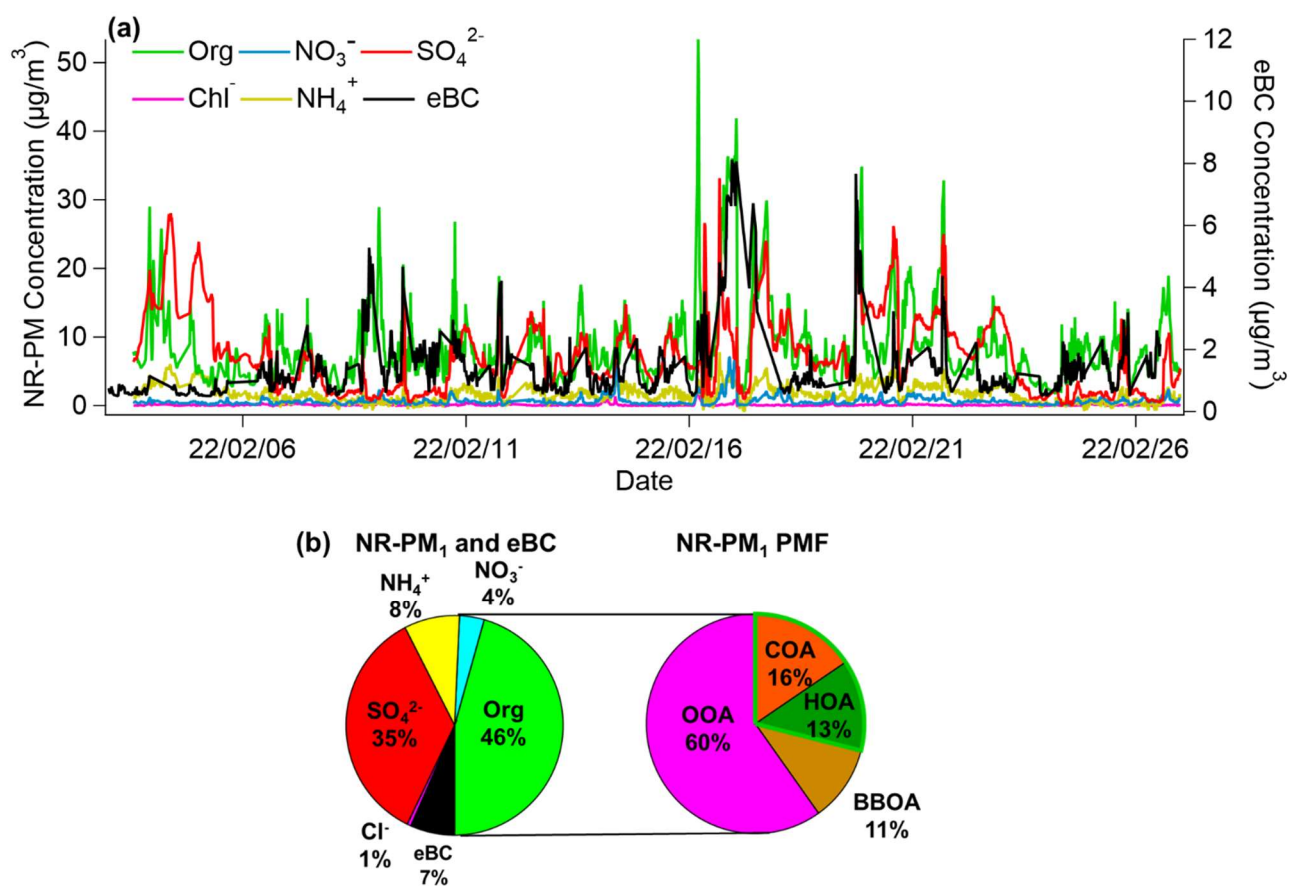 (a)
Org NO₃⁻ SO₄²⁻
Chl⁻ NH₄⁺ eBC
NR-PM Concentration (µg/m³)
50
40
30
20
10
0
12
10
8
6
4
2
0
eBC Concentration (µg/m³)
22/02/06 22/02/11 22/02/16 22/02/21 22/02/26
Date
(b) NR-PM₁ and eBC
NH₄⁺
8%
NO₃⁻
4%
SO₄²⁻
35%
Org
46%
Cl⁻
1%
eBC
7%
NR-PM₁ PMF
COA
16%
HOA
13%
OOA
60%
BBOA
11%